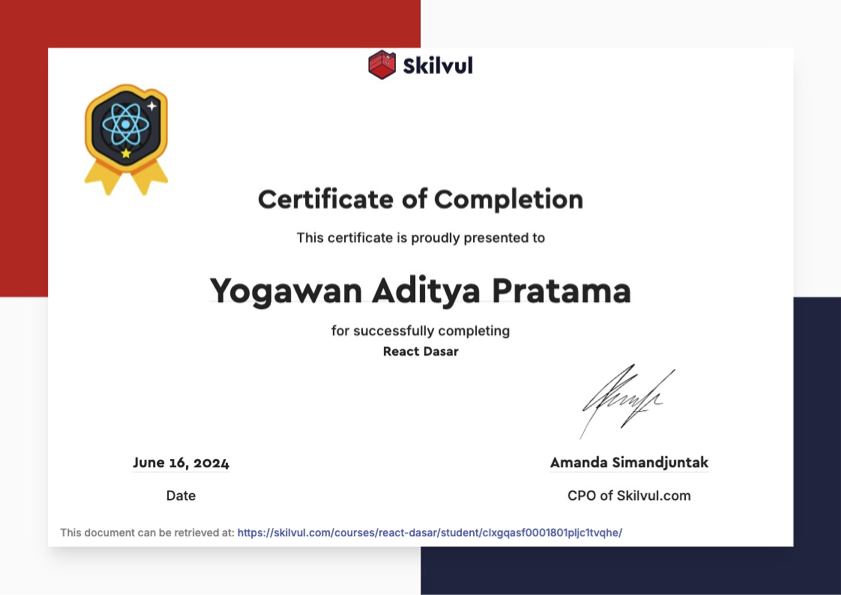 Skilvul
Certificate of Completion
This certificate is proudly presented to
Yogawan Aditya Pratama
for successfully completing
React Dasar
June 16, 2024
Date
Amanda Simandjuntak
CPO of Skilvul.com
This document can be retrieved at: https://skilvul.com/courses/react-dasar/student/clxgqasf0001801pljc1tvqhe/